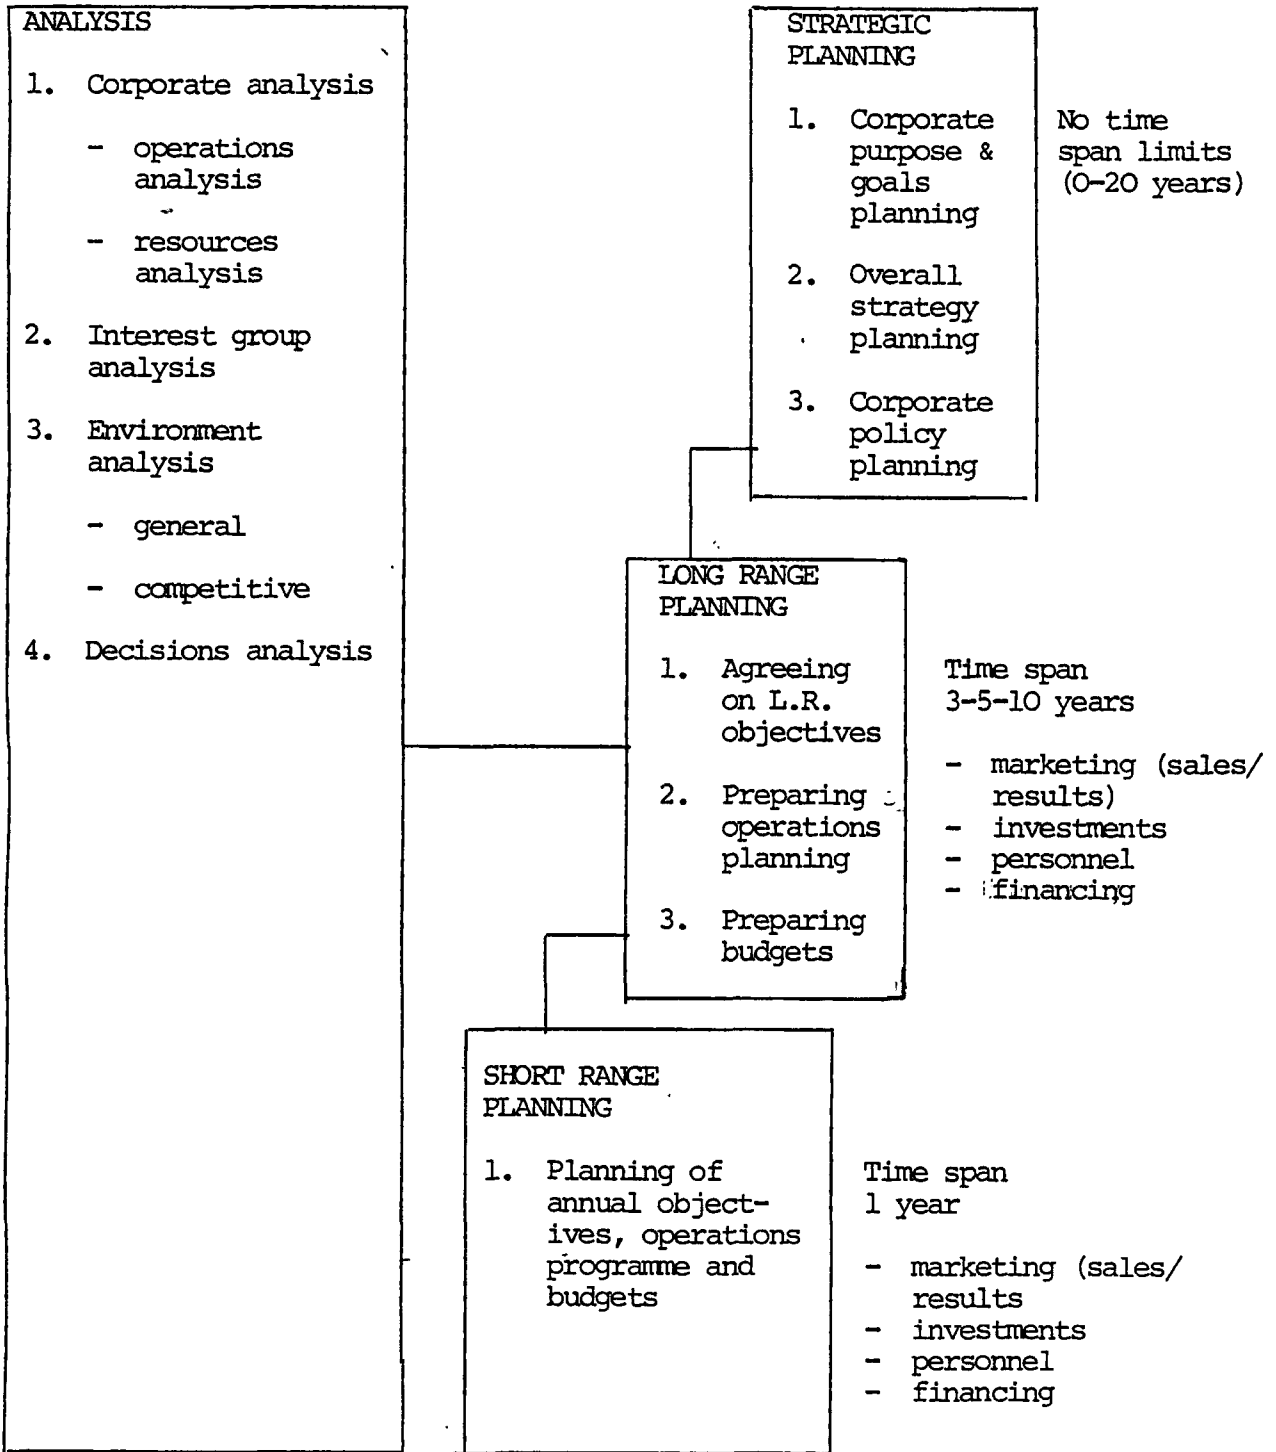 ANALYSIS
1. Corporate analysis
- operations
analysis
- resources
analysis
2. Interest group
analysis
3. Environment
analysis
- general
- competitive
4. Decisions analysis
STRATEGIC
PLANNING
1. Corporate
purpose &
goals
planning
2. Overall
strategy
planning
3. Corporate
policy
planning
No time
span limits
(0-20 years)
LONG RANGE
PLANNING
1. Agreeing
on L.R.
objectives
2. Preparing
operations
planning
3. Preparing
budgets
Time span
3-5-10 years
- marketing (sales/
results)
- investments
- personnel
- financing
SHORT RANGE
PLANNING
1. Planning of
annual object-
ives, operations
programme and
budgets
Time span
1 year
- marketing (sales/
results
- investments
- personnel
- financing